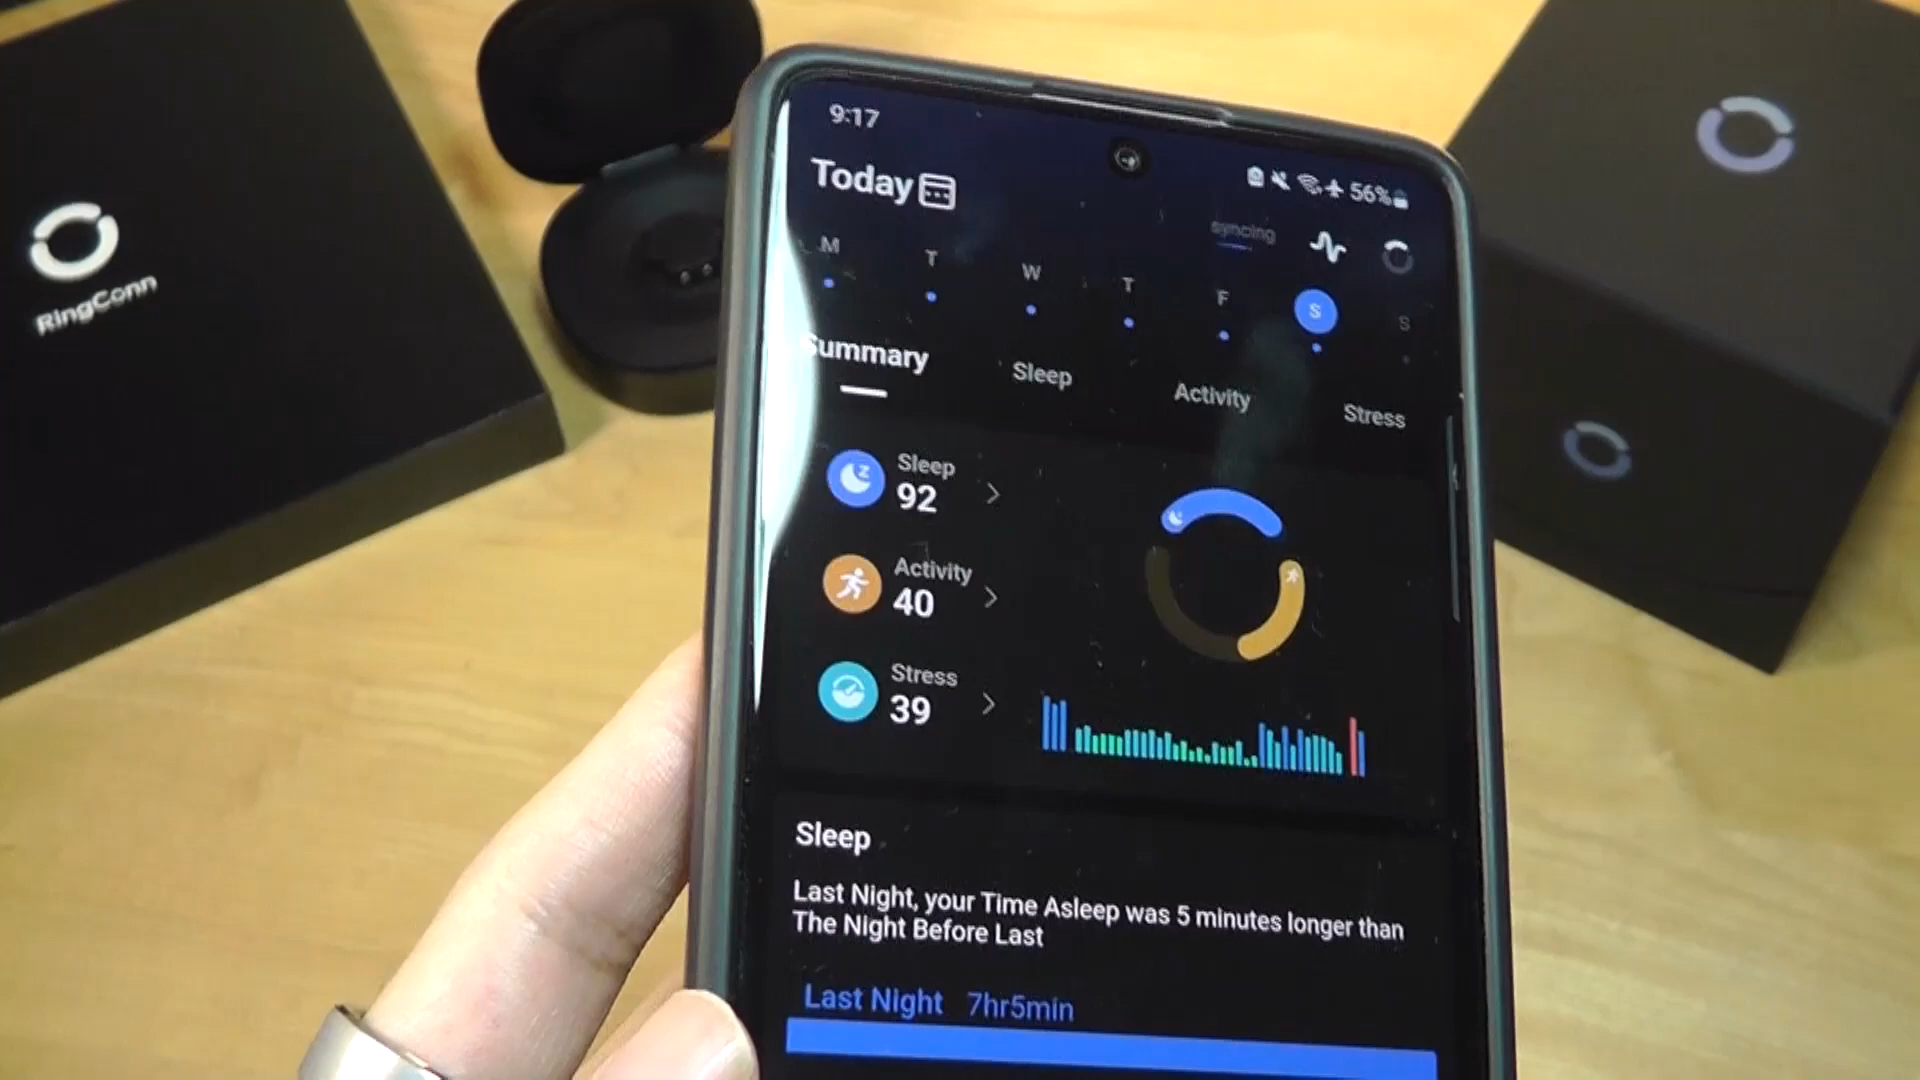 RingConn
9:17
56%
Today
syncing
M T W T F S S
Summary Sleep Activity Stress
Sleep
92
Activity
40
Stress
39
Sleep
Last Night, your Time Asleep was 5 minutes longer than
The Night Before Last
Last Night 7hr5min